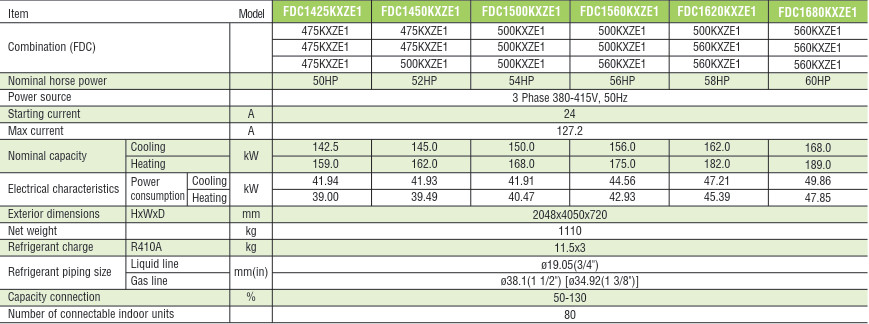 Item Model FDC1425KXZE1 FDC1450KXZE1 FDC1500KXZE1 FDC1560KXZE1 FDC1620KXZE1 FDC1680KXZE1
Combination (FDC) 475KXZE1 475KXZE1 500KXZE1 500KXZE1 500KXZE1 560KXZE1
475KXZE1 475KXZE1 500KXZE1 500KXZE1 560KXZE1 560KXZE1
475KXZE1 500KXZE1 500KXZE1 560KXZE1 560KXZE1 560KXZE1
Nominal horse power 50HP 52HP 54HP 56HP 58HP 60HP
Power source 3 Phase 380-415V, 50Hz
Starting current A 24
Max current A 127.2
Nominal capacity Cooling kW 142.5 145.0 150.0 156.0 162.0 168.0
Heating 159.0 162.0 168.0 175.0 182.0 189.0
Electrical characteristics Power consumption Cooling kW 41.94 41.93 41.91 44.56 47.21 49.86
Heating 39.00 39.49 40.47 42.93 45.39 47.85
Exterior dimensions HxWxD mm 2048x4050x720
Net weight kg 1110
Refrigerant charge R410A kg 11.5x3
Refrigerant piping size Liquid line mm(in) ø19.05(3/4")
Gas line ø38.1(1 1/2") [ø34.92(1 3/8")]
Capacity connection % 50-130
Number of connectable indoor units 80